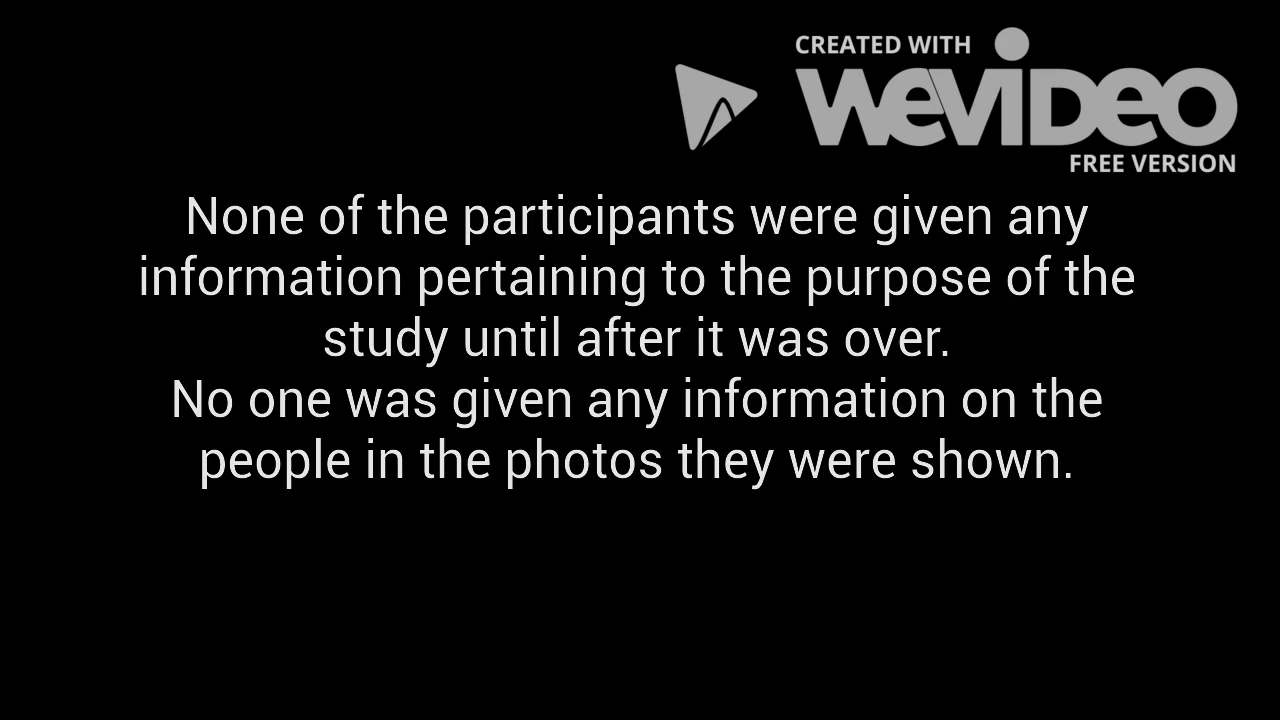 CREATED WITH
WEVIDEO
FREE VERSION
None of the participants were given any
information pertaining to the purpose of the
study until after it was over.
No one was given any information on the
people in the photos they were shown.